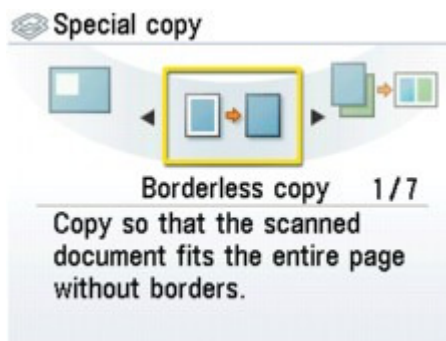 Special copy
Borderless copy 1/7
Copy so that the scanned
document fits the entire page
without borders.